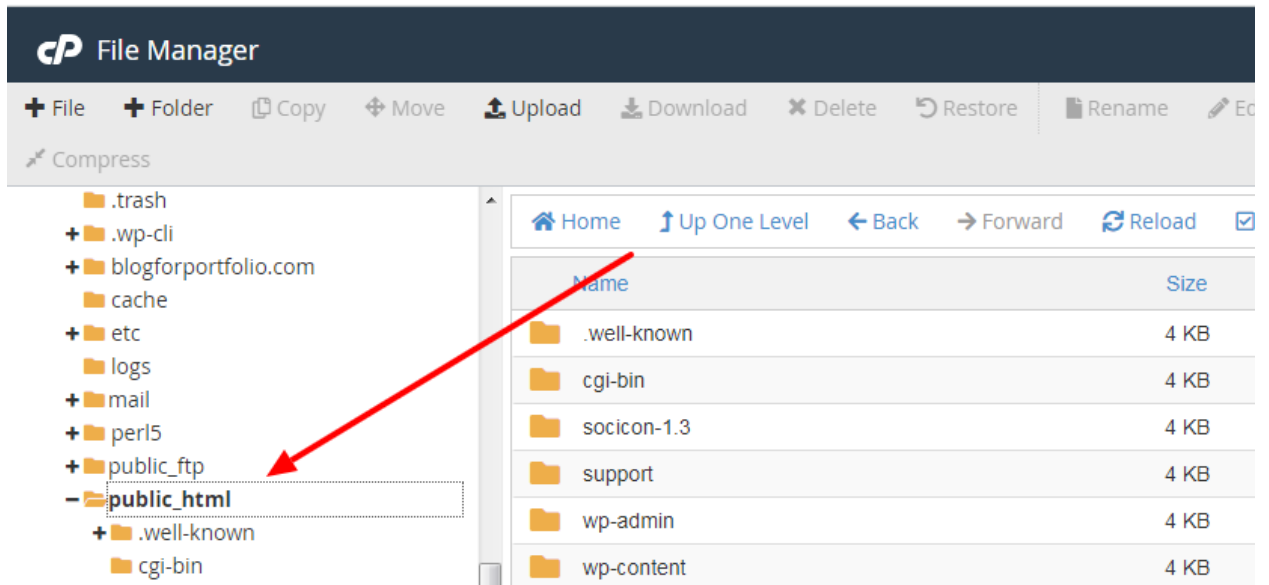 cP File Manager
File Folder Copy Move Upload Download Delete Restore Rename
Compress
.trash
.wp-cli
blogforportfolio.com
cache
etc
logs
mail
perl5
public_ftp
public_html
.well-known
cgi-bin
Home Up One Level Back Forward Reload
Name Size
.well-known 4 KB
cgi-bin 4 KB
socicon-1.3 4 KB
support 4 KB
wp-admin 4 KB
wp-content 4 KB